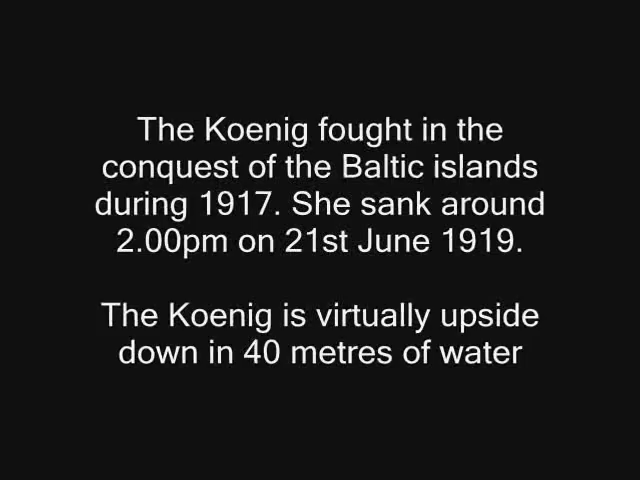 The Koenig fought in the
conquest of the Baltic islands
during 1917. She sank around
2.00pm on 21st June 1919.
The Koenig is virtually upside
down in 40 metres of water